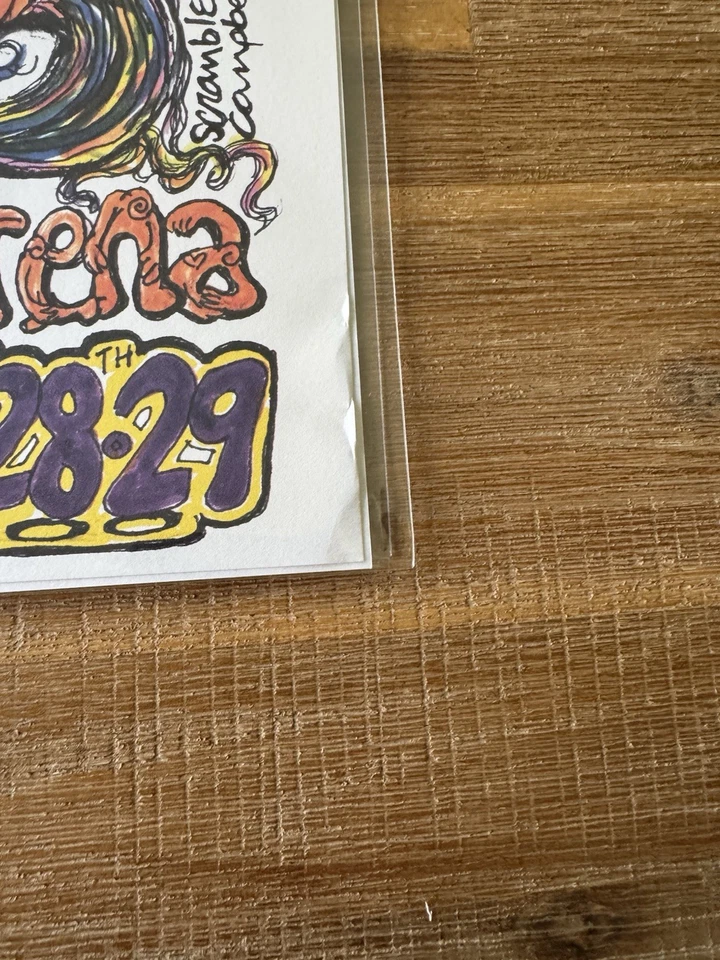 Scramble
Campbe
rena
TH
28·29